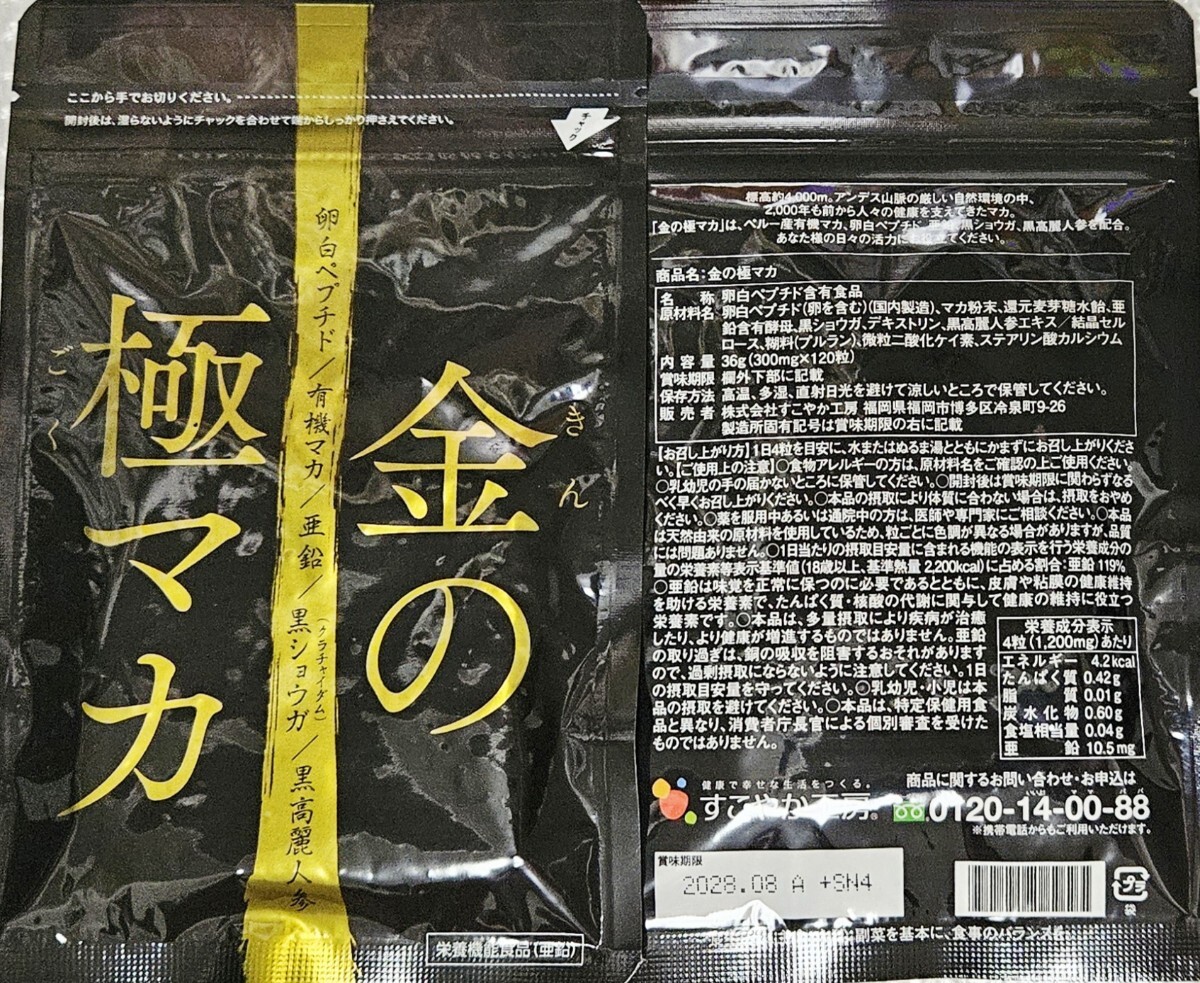 ここから手でお切りください。
開封後は、湿らないようにチャックを合わせて端からしっかり押さえてください。
チャック
金の
きん
極マカ
ごく
卵白ペプチド/有機マカ/亜鉛/黒ショウガ/黒高麗人参
(クラチャイダム)
栄養機能食品(亜鉛)
標高約4,000m。アンデス山脈の厳しい自然環境の中、
2,000年も前から人々の健康を支えてきたマカ。
「金の極マカ」は、ペルー産有機マカ、卵白ペプチド、亜鉛、黒ショウガ、黒高麗人参を配合。
あなた様の日々の活力にお役立てください。
商品名:金の極マカ
名称 卵白ペプチド含有食品
原材料名 卵白ペプチド(卵を含む)(国内製造)、マカ粉末、還元麦芽糖水飴、亜
鉛含有酵母、黒ショウガ、デキストリン、黒高麗人参エキス/結晶セル
ロース、糊料(プルラン)、微粒二酸化ケイ素、ステアリン酸カルシウム
内容量 36g(300mg×120粒)
賞味期限 欄外下部に記載
保存方法 高温、多湿、直射日光を避けて涼しいところで保管してください。
販売者 株式会社すこやか工房 福岡県福岡市博多区冷泉町9-26
製造所固有記号は賞味期限の右に記載
【お召し上がり方】1日4粒を目安に、水またはぬるま湯とともにかまずにお召し上がりくださ
い。【ご使用上の注意】○食物アレルギーの方は、原材料名をご確認の上ご使用ください。
○乳幼児の手の届かないところに保管してください。○開封後は賞味期限に関わらずなる
べく早くお召し上がりください。○本品の摂取により体質に合わない場合は、摂取をおやめ
ください。○薬を服用中あるいは通院中の方は、医師や専門家にご相談ください。○本品
は天然由来の原材料を使用しているため、粒ごとに色調が異なる場合がありますが、品質
には問題ありません。○1日当たりの摂取目安量に含まれる機能の表示を行う栄養成分の
量の栄養素等表示基準値(18歳以上、基準熱量2,200kcal)に占める割合:亜鉛119%
○亜鉛は味覚を正常に保つのに必要であるとともに、皮膚や粘膜の健康維持
を助ける栄養素で、たんぱく質・核酸の代謝に関与して健康の維持に役立つ
栄養素です。○本品は、多量摂取により疾病が治癒
したり、より健康が増進するものではありません。亜鉛
の取り過ぎは、銅の吸収を阻害するおそれがあります
ので、過剰摂取にならないように注意してください。1日
の摂取目安量を守ってください。○乳幼児・小児は本
品の摂取を避けてください。○本品は、特定保健用食
品と異なり、消費者庁長官による個別審査を受けた
ものではありません。
栄養成分表示
4粒(1,200mg)あたり
エネルギー 4.2kcal
たんぱく質 0.42g
脂質 0.01g
炭水化物 0.60g
食塩相当量 0.04g
亜鉛 10.5mg
健康で幸せな生活をつくる。
すこやか工房®
商品に関するお問い合わせ・お申込は
0120-14-00-88
※携帯電話からもご利用いただけます。
賞味期限
2028.08 A +SN4
プラ
袋
副菜を基本に、食事のバランスを